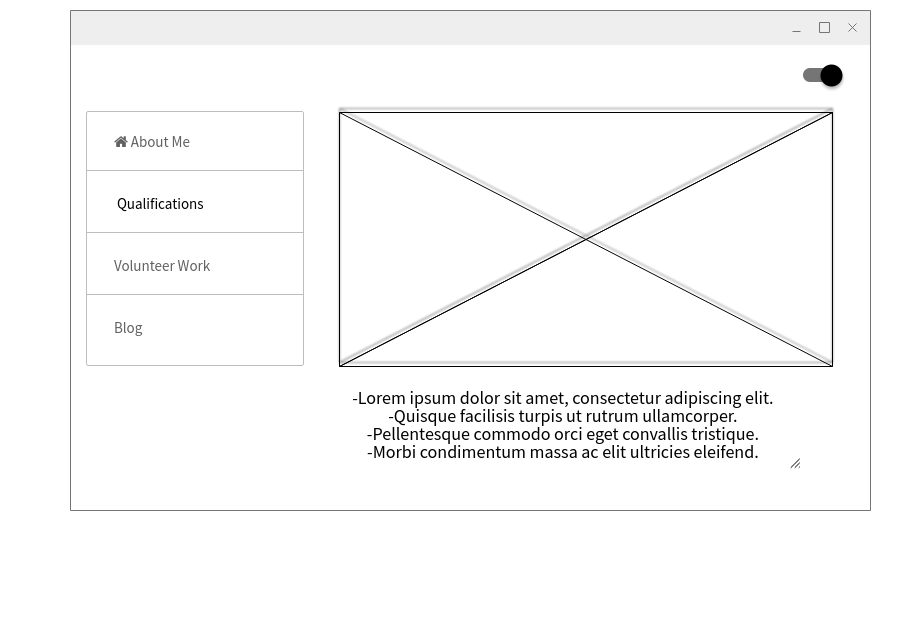 About Me
Qualifications
Volunteer Work
Blog
-Lorem ipsum dolor sit amet, consectetur adipiscing elit.
-Quisque facilisis turpis ut rutrum ullamcorper.
-Pellentesque commodo orci eget convallis tristique.
-Morbi condimentum massa ac elit ultricies eleifend.